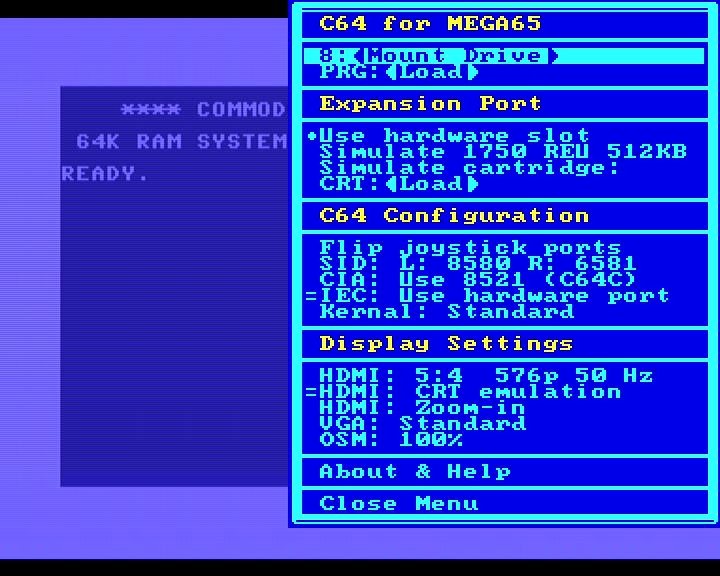 **** COMMOD
64K RAM SYSTEM
READY.
C64 for MEGA65
8:<Mount Drive>
PRG:<Load>
Expansion Port
•Use hardware slot
Simulate 1750 REU 512KB
Simulate cartridge:
CRT:<Load>
C64 Configuration
Flip joystick ports
SID: L: 8580 R: 6581
CIA: Use 8521 (C64C)
=IEC: Use hardware port
Kernal: Standard
Display Settings
HDMI: 5:4  576p 50 Hz
=HDMI: CRT emulation
HDMI: Zoom-in
VGA: Standard
OSM: 100%
About & Help
Close Menu